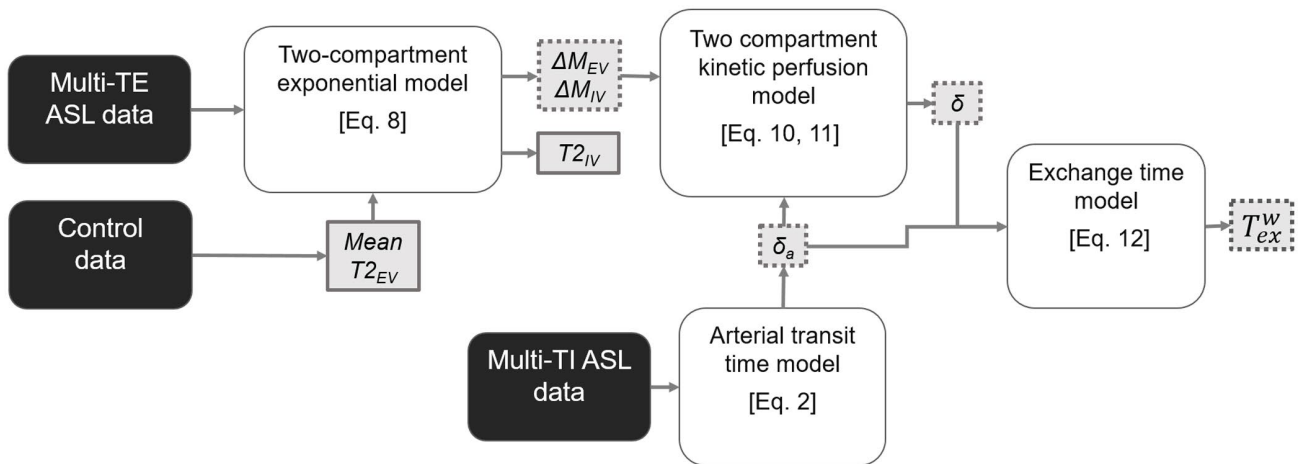 Multi-TE
ASL data
Two-compartment
exponential model
[Eq. 8]
ΔM_EV
ΔM_IV
T2_IV
Two compartment
kinetic perfusion
model
[Eq. 10, 11]
δ
Control
data
Mean
T2_EV
δ_a
Exchange time
model
[Eq. 12]
T_ex^w
Multi-TI ASL
data
Arterial transit
time model
[Eq. 2]